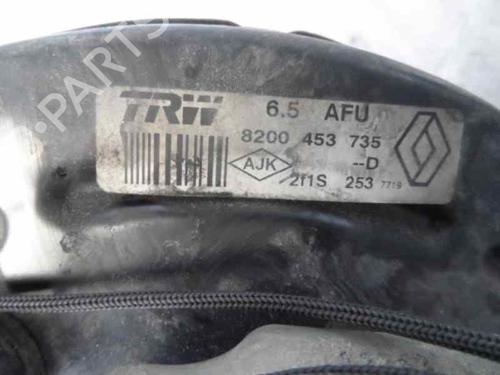 B-PARTS
TRW 6.5 AFU
8200 453 735
AJK --D
211S 253 7719